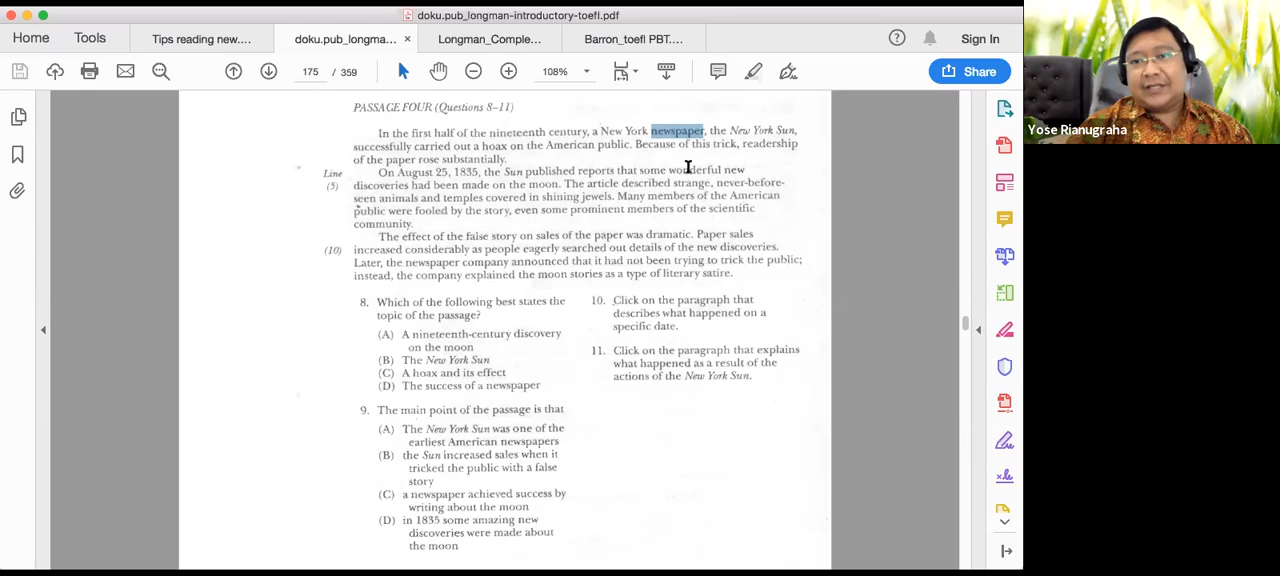 doku.pub_longman-introductory-toefl.pdf
Home
Tools
Tips reading new....
doku.pub_longma...
Longman_Comple...
Barron_toefl PBT....
Sign In
175 / 359
108%
Share
Yose Rianugraha
PASSAGE FOUR (Questions 8–11)
In the first half of the nineteenth century, a New York newspaper, the New York Sun,
successfully carried out a hoax on the American public. Because of this trick, readership
of the paper rose substantially.
Line
On August 25, 1835, the Sun published reports that some wonderful new
(5)
discoveries had been made on the moon. The article described strange, never-before-
seen animals and temples covered in shining jewels. Many members of the American
public were fooled by the story, even some prominent members of the scientific
community.
The effect of the false story on sales of the paper was dramatic. Paper sales
(10)
increased considerably as people eagerly searched out details of the new discoveries.
Later, the newspaper company announced that it had not been trying to trick the public;
instead, the company explained the moon stories as a type of literary satire.
8. Which of the following best states the
topic of the passage?
(A) A nineteenth-century discovery
on the moon
(B) The New York Sun
(C) A hoax and its effect
(D) The success of a newspaper
9. The main point of the passage is that
(A) The New York Sun was one of the
earliest American newspapers
(B) the Sun increased sales when it
tricked the public with a false
story
(C) a newspaper achieved success by
writing about the moon
(D) in 1835 some amazing new
discoveries were made about
the moon
10. Click on the paragraph that
describes what happened on a
specific date.
11. Click on the paragraph that explains
what happened as a result of the
actions of the New York Sun.